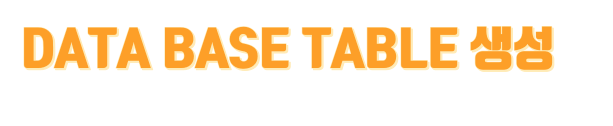 DATA BASE TABLE 생성